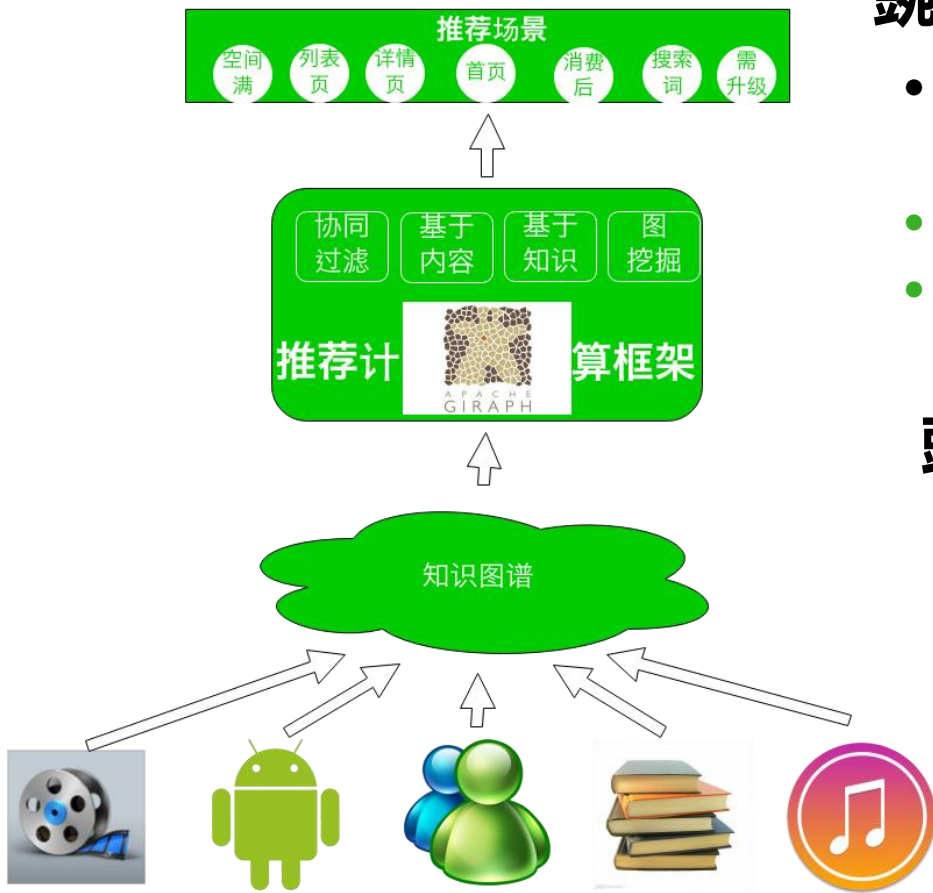 推荐场景
空间
满
列表
页
详情
页
首页
消费
后
搜索
词
需
升级
协同
过滤
基于
内容
基于
知识
图
挖掘
推荐计
算框架
APACHE
GIRAPH
知识图谱